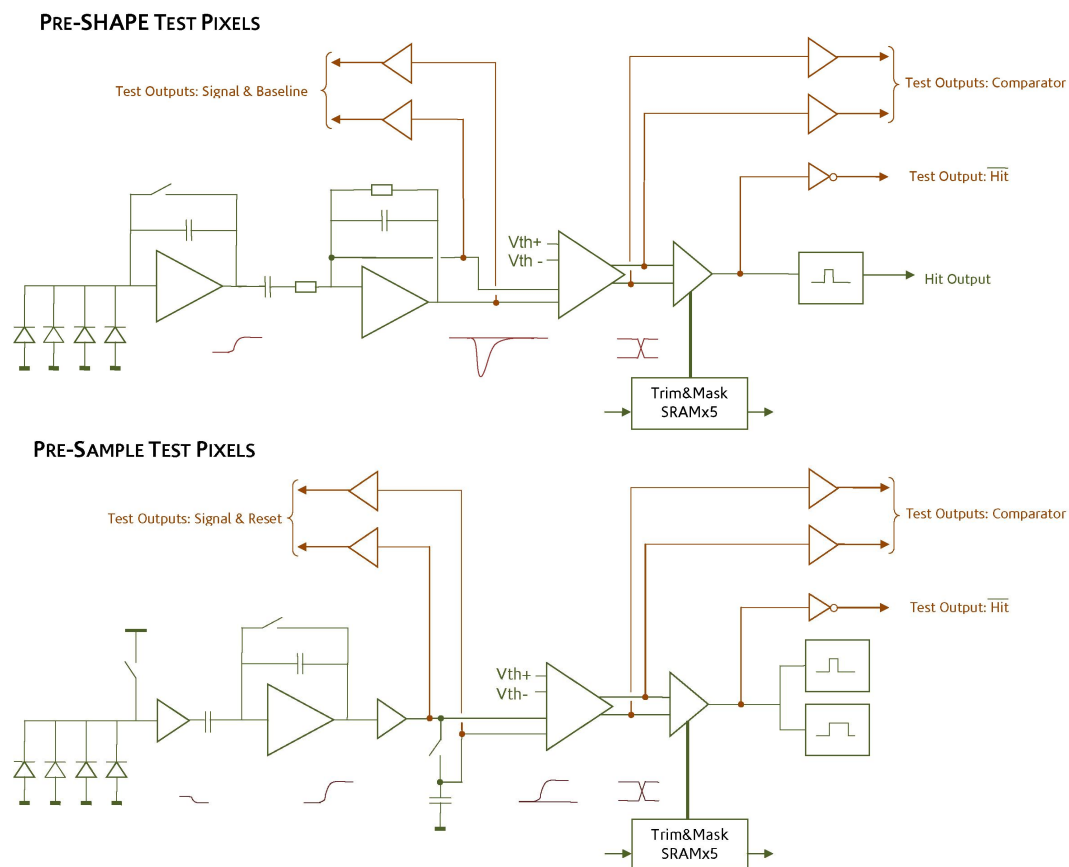 PRE-SHAPE TEST PIXELS
Test Outputs: Signal & Baseline
Test Outputs: Comparator
Test Output: Hit
Vth+
Vth -
Hit Output
Trim&Mask
SRAMx5
PRE-SAMPLE TEST PIXELS
Test Outputs: Signal & Reset
Test Outputs: Comparator
Test Output: Hit
Vth+
Vth-
Trim&Mask
SRAMx5